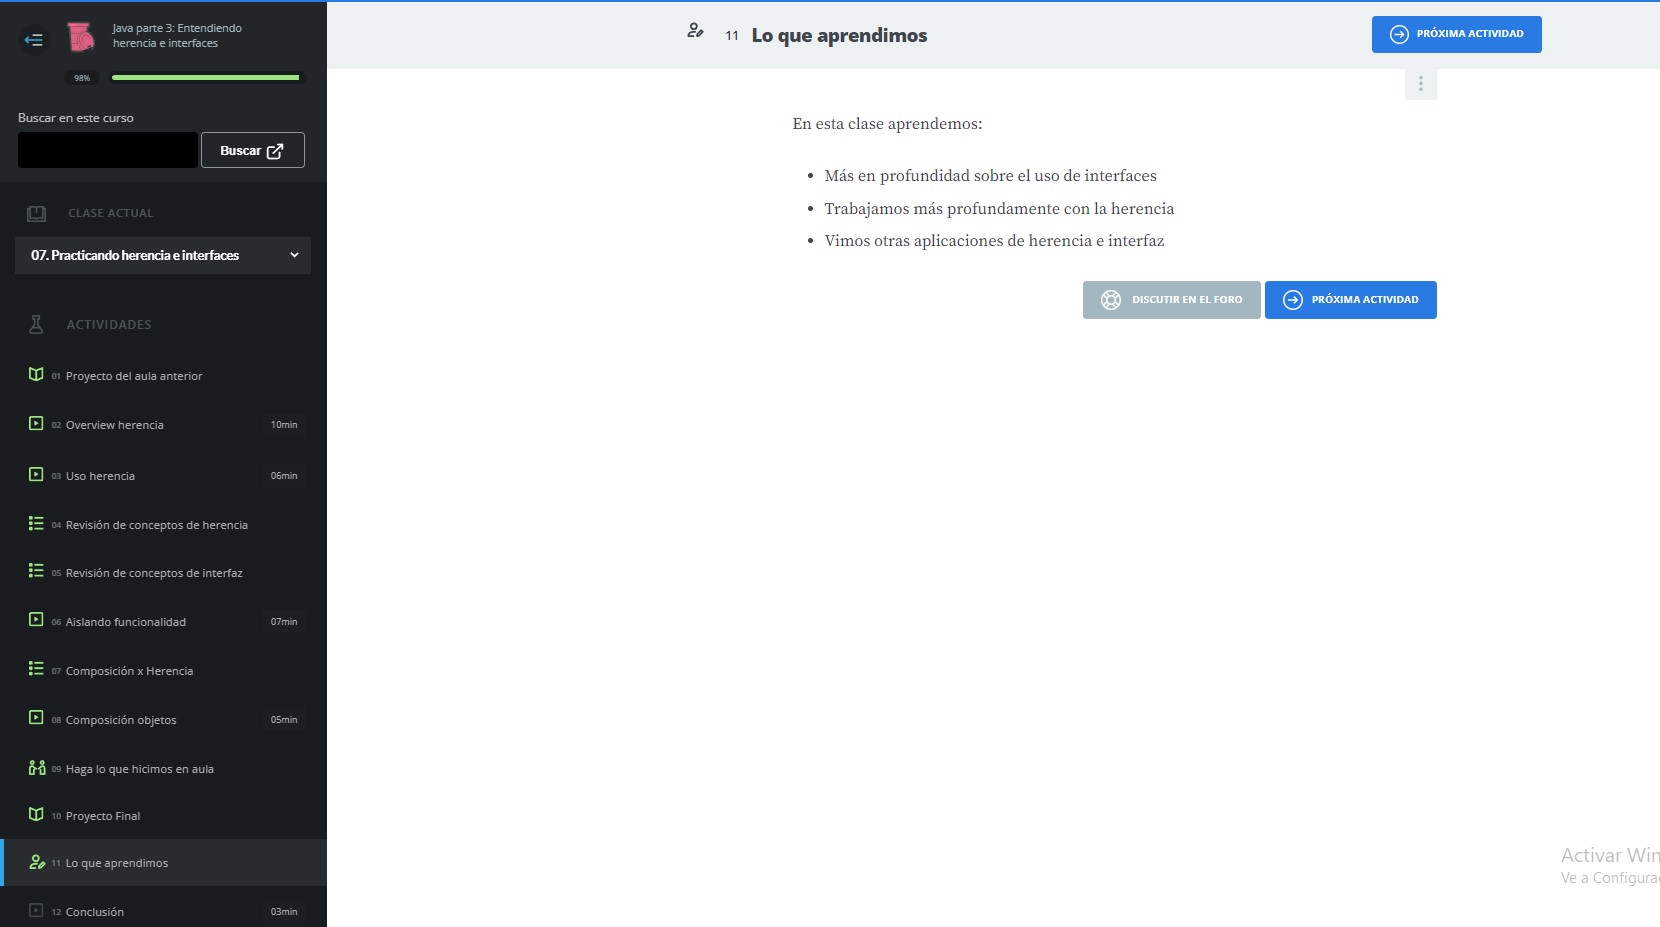 Java parte 3: Entendiendo
herencia e interfaces
98%
Buscar en este curso
Buscar
CLASE ACTUAL
07. Practicando herencia e interfaces
ACTIVIDADES
01 Proyecto del aula anterior
02 Overview herencia 10min
03 Uso herencia 06min
04 Revisión de conceptos de herencia
05 Revisión de conceptos de interfaz
06 Aislando funcionalidad 07min
07 Composición x Herencia
08 Composición objetos 05min
09 Haga lo que hicimos en aula
10 Proyecto Final
11 Lo que aprendimos
12 Conclusión 03min
11 Lo que aprendimos
PRÓXIMA ACTIVIDAD
En esta clase aprendemos:
• Más en profundidad sobre el uso de interfaces
• Trabajamos más profundamente con la herencia
• Vimos otras aplicaciones de herencia e interfaz
DISCUTIR EN EL FORO
PRÓXIMA ACTIVIDAD
Activar Win
Ve a Configura